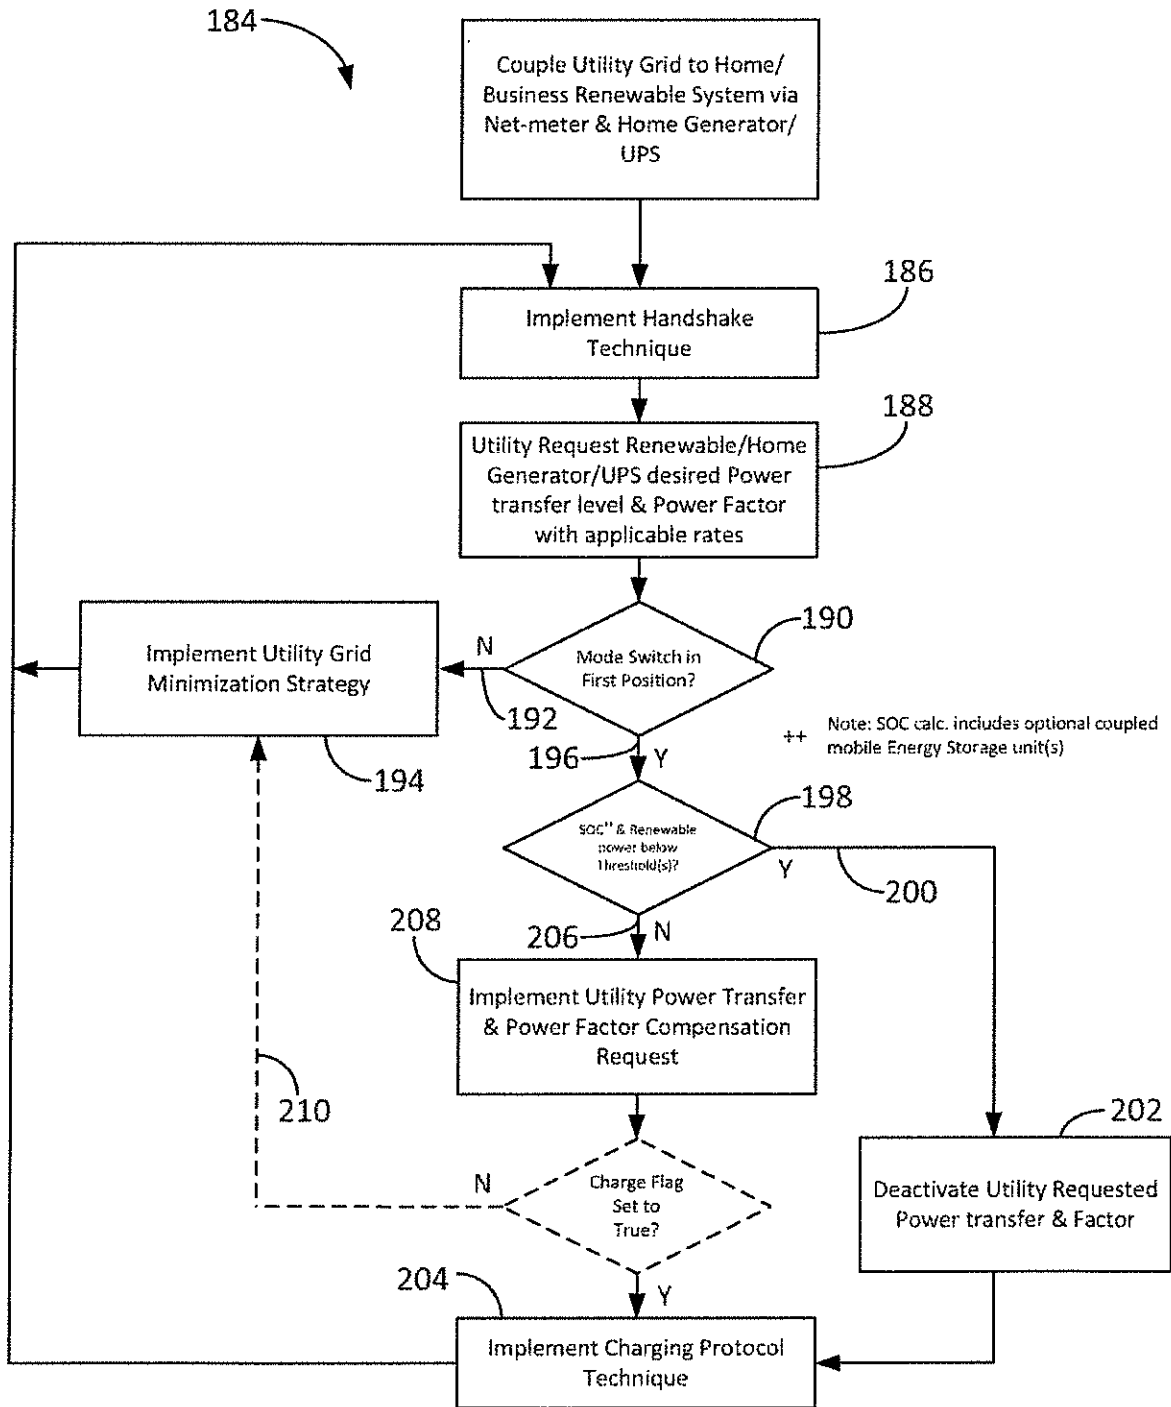 184
Couple Utility Grid to Home/
Business Renewable System via
Net-meter & Home Generator/
UPS
186
Implement Handshake
Technique
188
Utility Request Renewable/Home
Generator/UPS desired Power
transfer level & Power Factor
with applicable rates
190
Mode Switch in
First Position?
N
192
Implement Utility Grid
Minimization Strategy
194
196
Y
++ Note: SOC calc. includes optional coupled
mobile Energy Storage unit(s)
198
SOC++ & Renewable
power below
Threshold(s)?
Y
200
206
N
208
Implement Utility Power Transfer
& Power Factor Compensation
Request
210
202
Deactivate Utility Requested
Power transfer & Factor
N
Charge Flag
Set to
True?
204
Y
Implement Charging Protocol
Technique